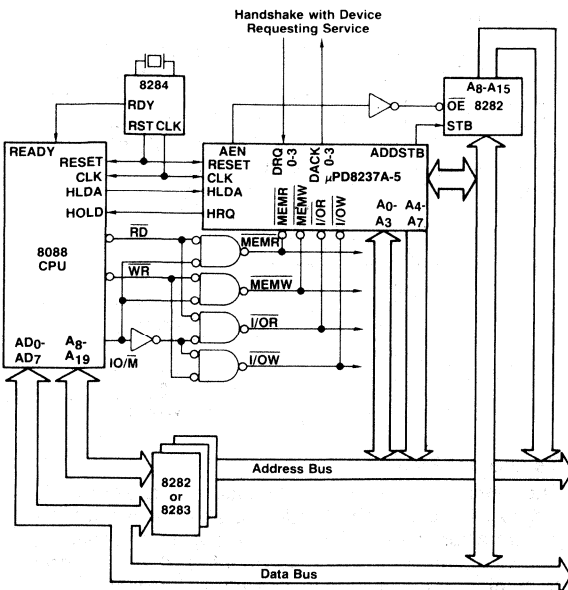 Handshake with Device
Requesting Service
8284
RDY
RST CLK
A8-A15
OE
8282
STB
READY
RESET
CLK
HLDA
HOLD
8088
CPU
RD
WR
AD0-
AD7
A8-
A19
IO/M
AEN
RESET
CLK
HLDA
HRQ
DRQ
0-3
DACK
0-3
ADDSTB
μPD8237A-5
MEMR
MEMW
I/OR
I/OW
A0-
A3
A4-
A7
MEMR
MEMW
I/OR
I/OW
8282
or
8283
Address Bus
Data Bus